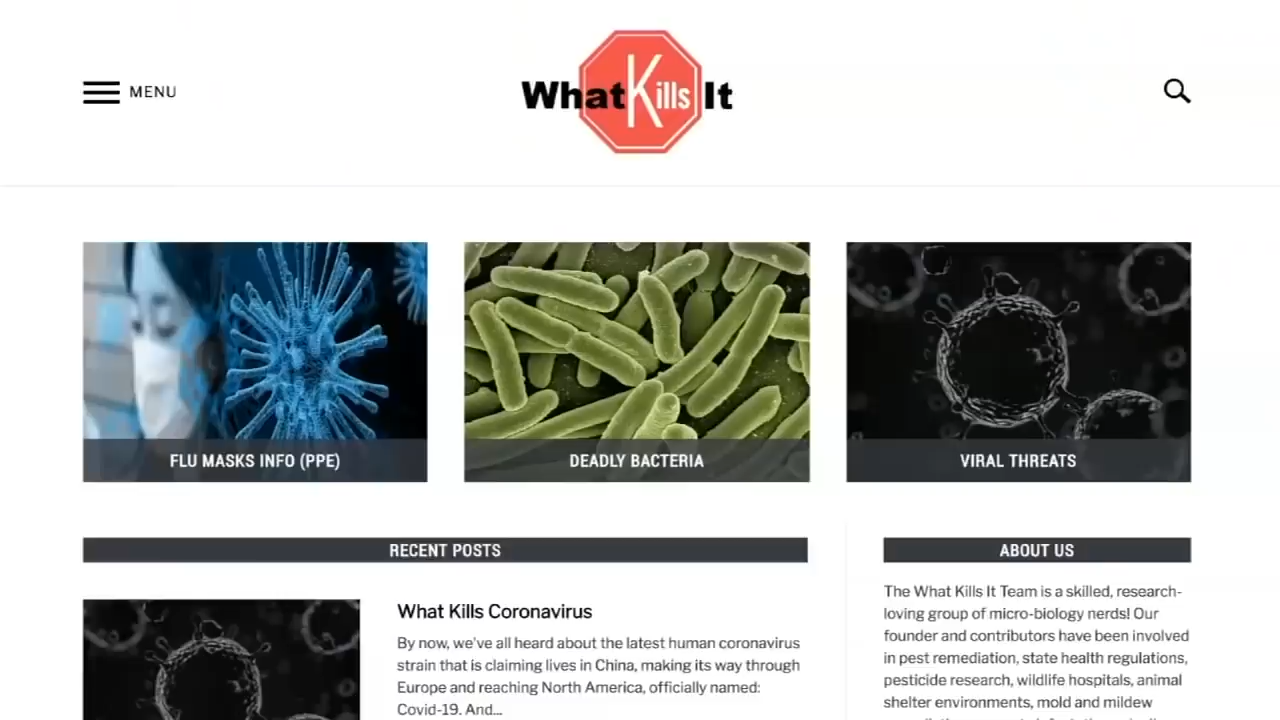 MENU
What Kills It
FLU MASKS INFO (PPE)
DEADLY BACTERIA
VIRAL THREATS
RECENT POSTS
What Kills Coronavirus
By now, we've all heard about the latest human coronavirus
strain that is claiming lives in China, making its way through
Europe and reaching North America, officially named:
Covid-19. And...
ABOUT US
The What Kills It Team is a skilled, research-
loving group of micro-biology nerds! Our
founder and contributors have been involved
in pest remediation, state health regulations,
pesticide research, wildlife hospitals, animal
shelter environments, mold and mildew